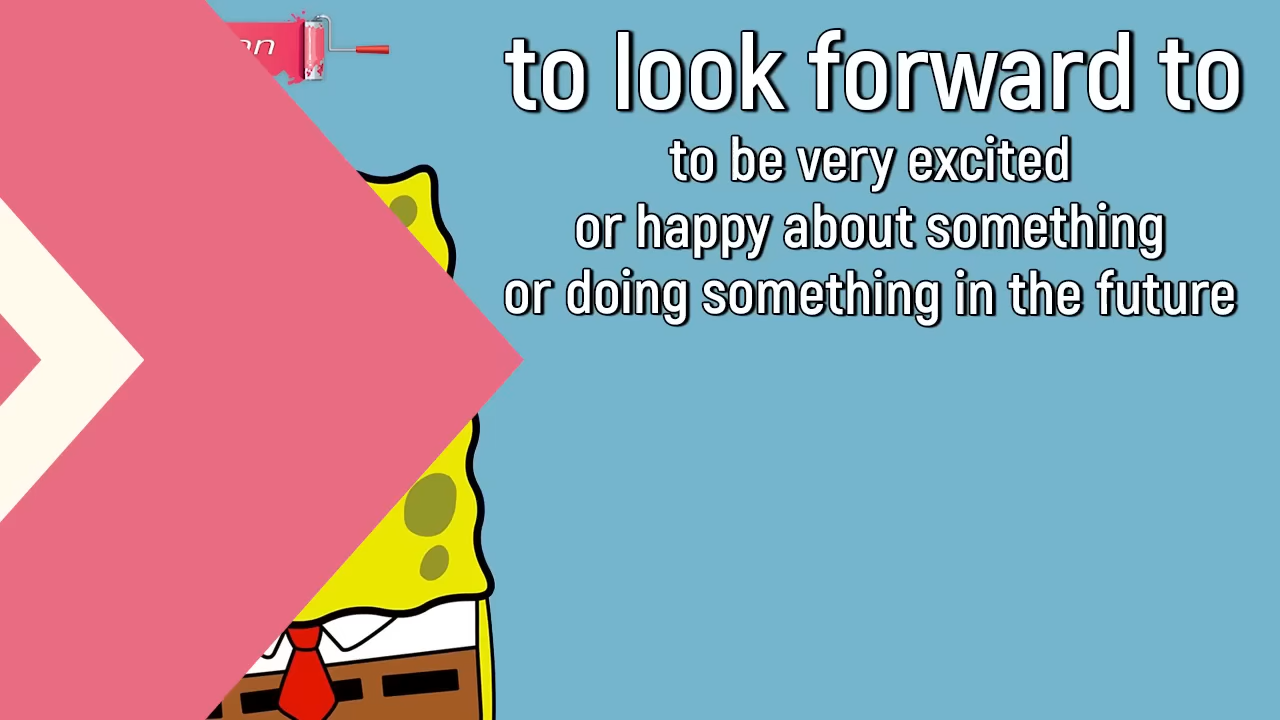 to look forward to
to be very excited
or happy about something
or doing something in the future